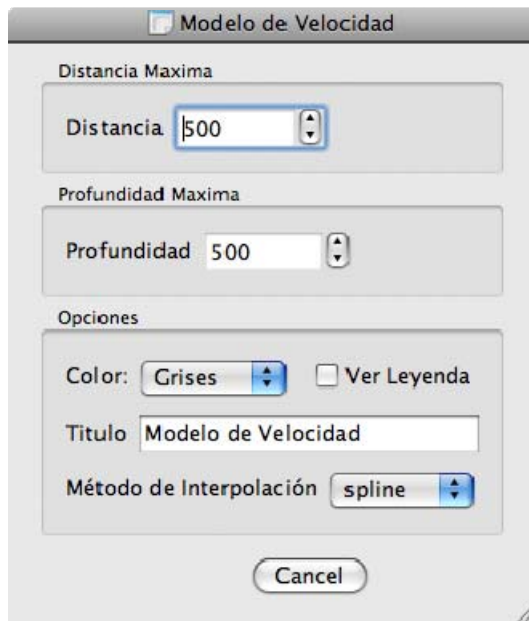 Modelo de Velocidad
Distancia Maxima
Distancia 500
Profundidad Maxima
Profundidad 500
Opciones
Color: Grises Ver Leyenda
Titulo Modelo de Velocidad
Método de Interpolación spline
Cancel